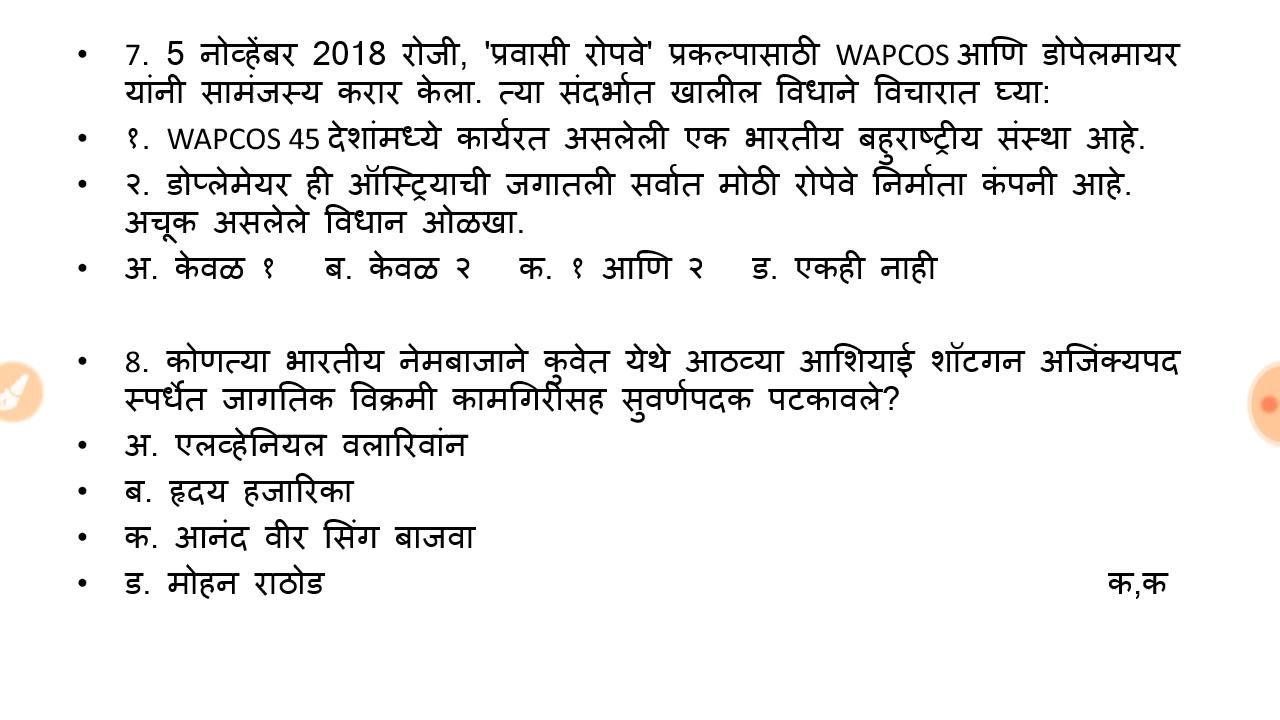 • 7. 5 नोव्हेंबर 2018 रोजी, 'प्रवासी रोपवे' प्रकल्पासाठी WAPCOS आणि डोपेलमायर
यांनी सामंजस्य करार केला. त्या संदर्भात खालील विधाने विचारात घ्या:
• १. WAPCOS 45 देशांमध्ये कार्यरत असलेली एक भारतीय बहुराष्ट्रीय संस्था आहे.
• २. डोप्लेमेयर ही ऑस्ट्रियाची जगातली सर्वात मोठी रोपेवे निर्माता कंपनी आहे.
अचूक असलेले विधान ओळखा.
• अ. केवळ १ ब. केवळ २ क. १ आणि २ ड. एकही नाही
• 8. कोणत्या भारतीय नेमबाजाने कुवेत येथे आठव्या आशियाई शॉटगन अजिंक्यपद
स्पर्धेत जागतिक विक्रमी कामगिरीसह सुवर्णपदक पटकावले?
• अ. एलव्हेनियल वलारिवांन
• ब. हृदय हजारिका
• क. आनंद वीर सिंग बाजवा
• ड. मोहन राठोड क,क